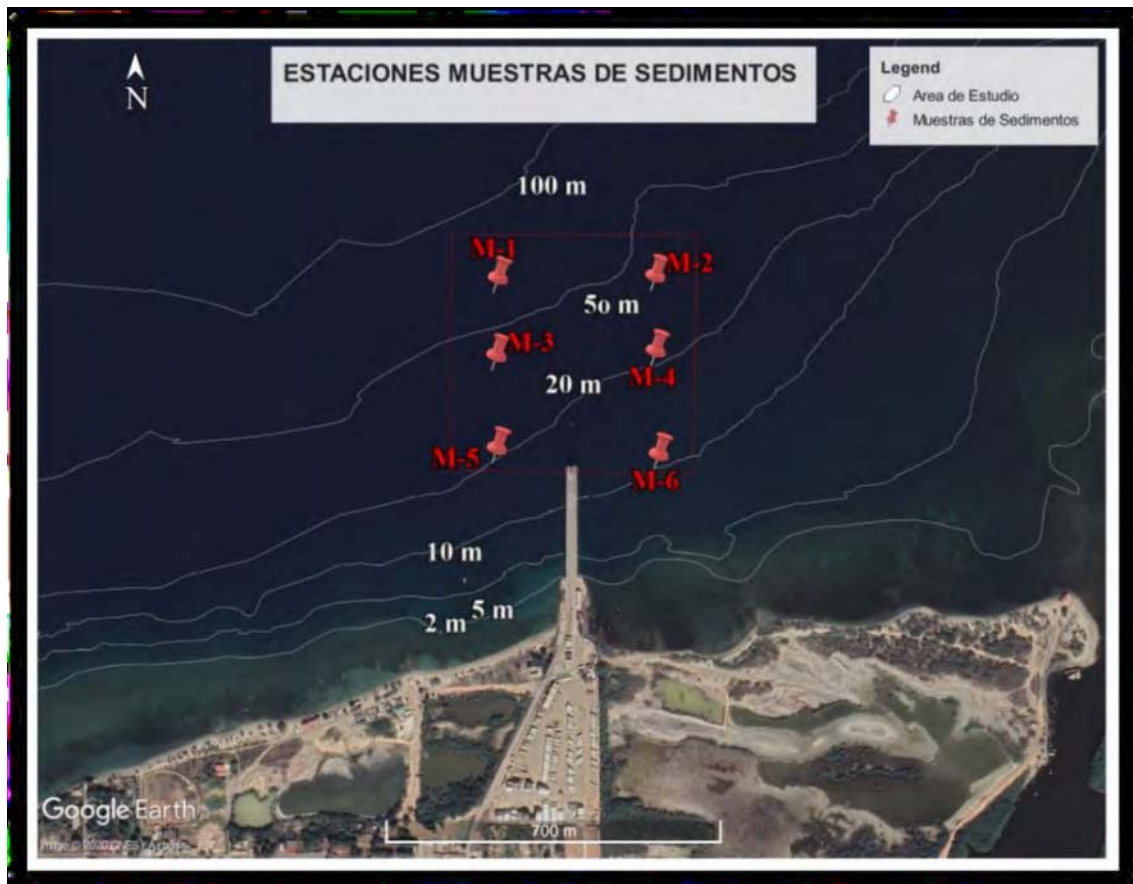 ESTACIONES MUESTRAS DE SEDIMENTOS
Legend
Area de Estudio
Muestras de Sedimentos
N
100 m
M-1
M-2
5o m
M-3
M-4
20 m
M-5
M-6
10 m
5 m
2 m
Google Earth
700 m